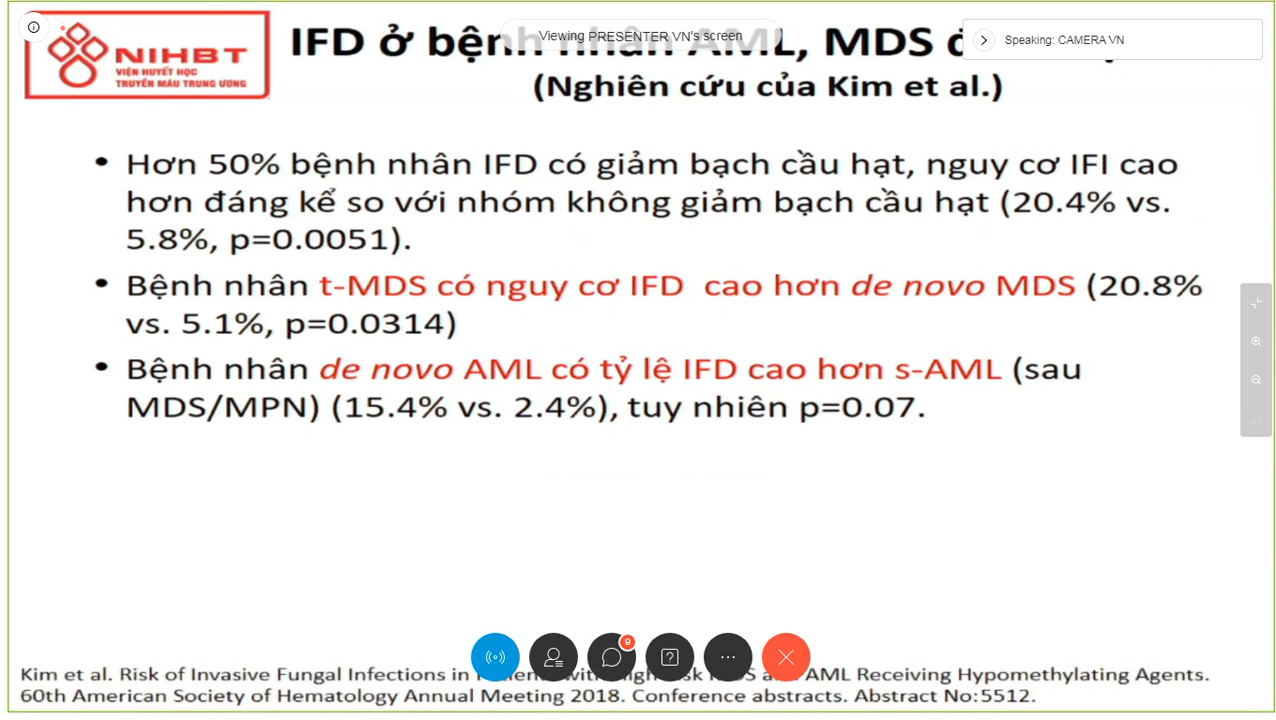 NIHBT
VIỆN HUYẾT HỌC
TRUYỀN MÁU TRUNG ƯƠNG
IFD ở bệnh nhân AML, MDS
(Nghiên cứu của Kim et al.)
Viewing PRESENTER VN's screen
Speaking: CAMERA VN
• Hơn 50% bệnh nhân IFD có giảm bạch cầu hạt, nguy cơ IFI cao
hơn đáng kể so với nhóm không giảm bạch cầu hạt (20.4% vs.
5.8%, p=0.0051).
• Bệnh nhân t-MDS có nguy cơ IFD cao hơn de novo MDS (20.8%
vs. 5.1%, p=0.0314)
• Bệnh nhân de novo AML có tỷ lệ IFD cao hơn s-AML (sau
MDS/MPN) (15.4% vs. 2.4%), tuy nhiên p=0.07.
9
Kim et al. Risk of Invasive Fungal Infections in AML Receiving Hypomethylating Agents.
60th American Society of Hematology Annual Meeting 2018. Conference abstracts. Abstract No:5512.